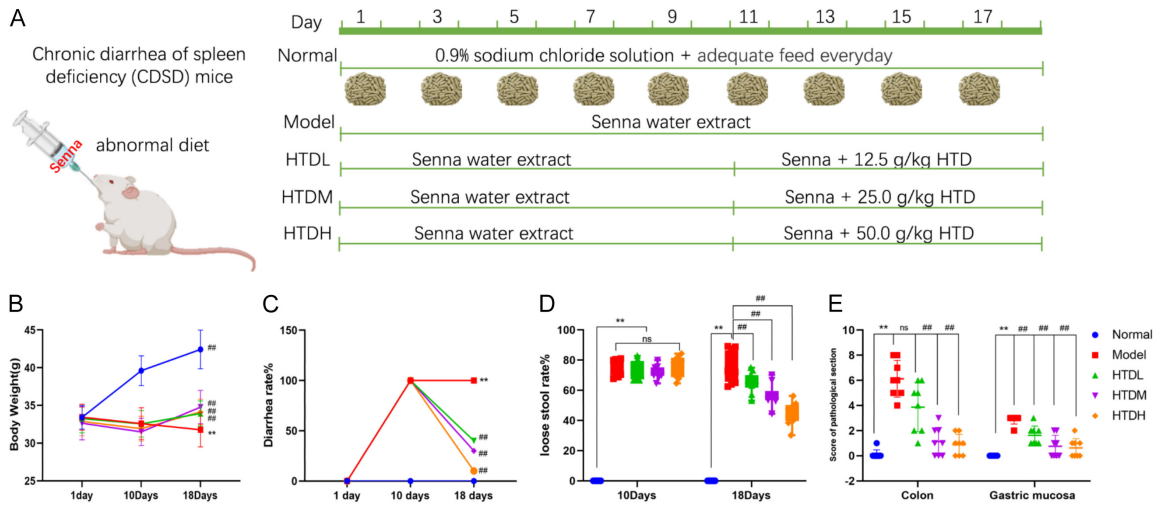 A
Day 1 3 5 7 9 11 13 15 17
Chronic diarrhea of spleen
deficiency (CDSD) mice
Normal 0.9% sodium chloride solution + adequate feed everyday
Senna
abnormal diet
Model Senna water extract
HTDL Senna water extract Senna + 12.5 g/kg HTD
HTDM Senna water extract Senna + 25.0 g/kg HTD
HTDH Senna water extract Senna + 50.0 g/kg HTD
B
Body Weight(g)
45
40
35
30
25
##
##
##
##
**
1day 10Days 18Days
C
Diarrhea rate%
150
100
50
0
**
##
##
##
1 day 10 days 18 days
D
loose stool rate%
100
80
60
40
20
0
**
ns
** ##
##
##
10Days 18Days
E
Score of pathological section
10
8
6
4
2
0
-2
** ns ## ##
** ## ## ##
Colon Gastric mucosa
Normal
Model
HTDL
HTDM
HTDH